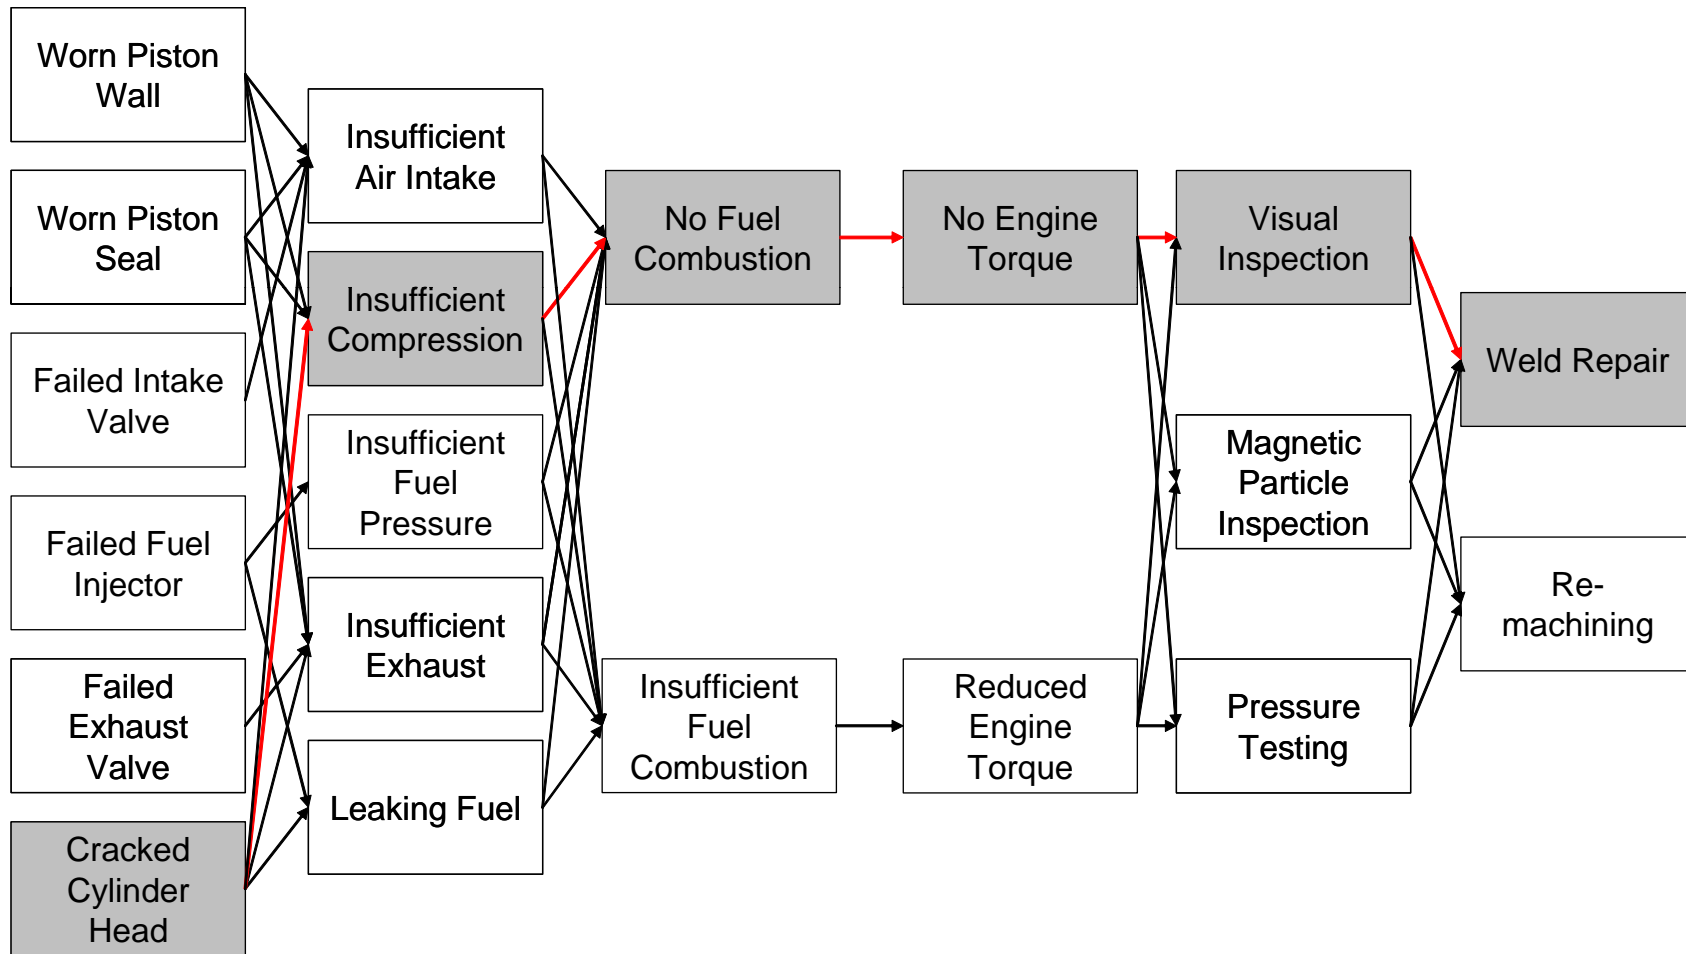 Worn Piston
Wall
Worn Piston
Seal
Failed Intake
Valve
Failed Fuel
Injector
Failed
Exhaust
Valve
Cracked
Cylinder
Head
Insufficient
Air Intake
Insufficient
Compression
Insufficient
Fuel
Pressure
Insufficient
Exhaust
Leaking Fuel
No Fuel
Combustion
Insufficient
Fuel
Combustion
No Engine
Torque
Reduced
Engine
Torque
Visual
Inspection
Magnetic
Particle
Inspection
Pressure
Testing
Weld Repair
Re-
machining